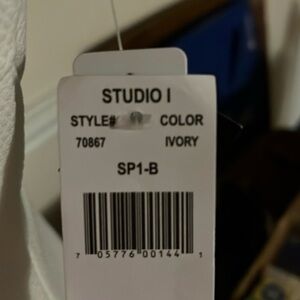 STUDIO I
STYLE# COLOR
70867 IVORY
SP1-B
7 05776 00144 1